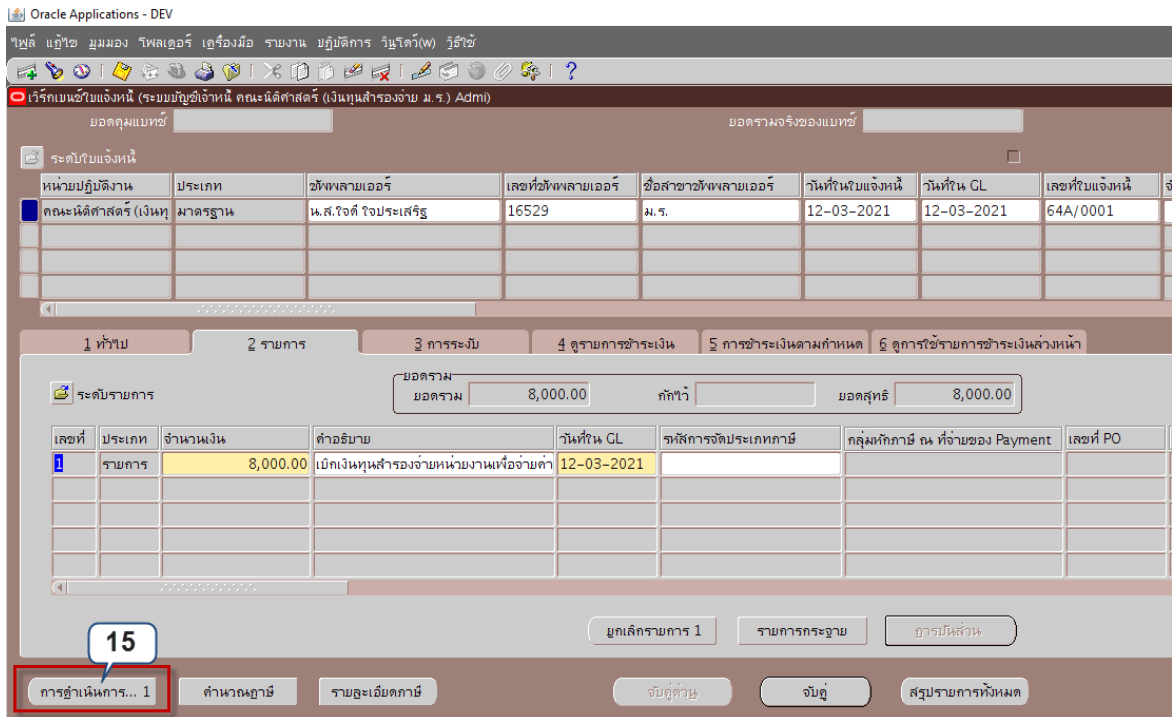 Oracle Applications - DEV
ไฟล์ แก้ไข มุมมอง โฟลเดอร์ เครื่องมือ รายงาน ปฏิบัติการ วินโดว์(w) วิธีใช้
เวิร์กเบนช์ใบแจ้งหนี้ (ระบบบัญชีเจ้าหนี้ คณะนิติศาสตร์ (เงินทุนสำรองจ่าย ม.ร.) Admi)
ยอดคุมแบทช์ ยอดรวมจริงของแบทช์
ระดับใบแจ้งหนี้
หน่วยปฏิบัติงาน ประเภท ซัพพลายเออร์ เลขที่ซัพพลายเออร์ ชื่อสาขาซัพพลายเออร์ วันที่ในใบแจ้งหนี้ วันที่ใน GL เลขที่ใบแจ้งหนี้
คณะนิติศาสตร์ (เงินทุ มาตรฐาน น.ส.ใจดี ใจประเสริฐ 16529 ม.ร. 12-03-2021 12-03-2021 64A/0001
1 ทั่วไป 2 รายการ 3 การระงับ 4 ดูรายการชำระเงิน 5 การชำระเงินตามกำหนด 6 ดูการใช้รายการชำระเงินล่วงหน้า
ยอดรวม
ระดับรายการ ยอดรวม 8,000.00 กักไว้ ยอดสุทธิ 8,000.00
เลขที่ ประเภท จำนวนเงิน คำอธิบาย วันที่ใน GL รหัสการจัดประเภทภาษี กลุ่มหักภาษี ณ ที่จ่ายของ Payment เลขที่ PO
1 รายการ 8,000.00 เบิกเงินทุนสำรองจ่ายหน่วยงานเพื่อจ่ายค่า 12-03-2021
ยกเลิกรายการ 1 รายการกระจาย การปันส่วน
15
การดำเนินการ... 1 คำนวณภาษี รายละเอียดภาษี จับคู่ด่วน จับคู่ สรุปรายการทั้งหมด